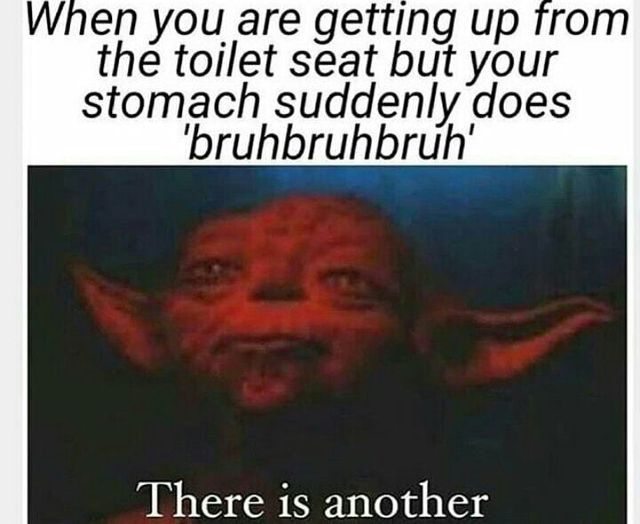 When you are getting up from
the toilet seat but your
stomach suddenly does
'bruhbruhbruh'
There is another